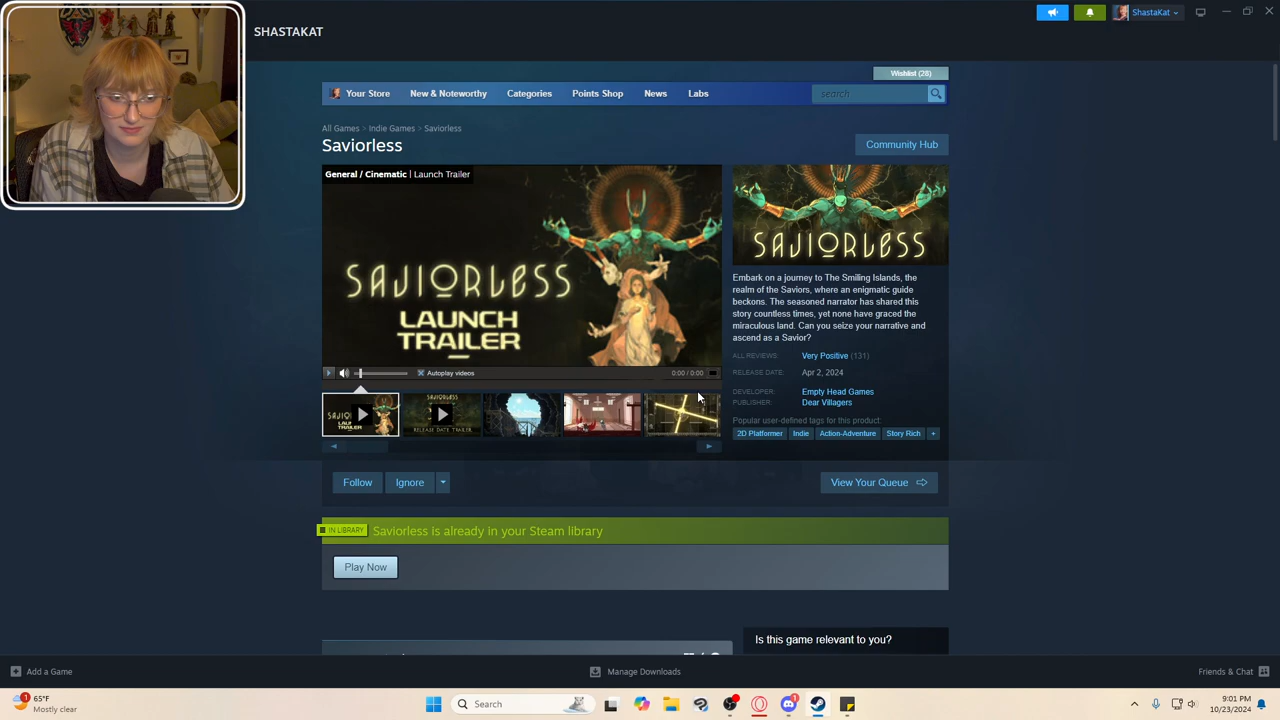 SHASTAKAT
ShastaKat
Wishlist (28)
Your Store
New & Noteworthy
Categories
Points Shop
News
Labs
search
All Games > Indie Games > Saviorless
Saviorless
Community Hub
General / Cinematic | Launch Trailer
SAVIORLESS
LAUNCH
TRAILER
Autoplay videos
0:00 / 0:00
SAVIORLESS
Embark on a journey to The Smiling Islands, the
realm of the Saviors, where an enigmatic guide
beckons. The seasoned narrator has shared this
story countless times, yet none have graced the
miraculous land. Can you seize your narrative and
ascend as a Savior?
ALL REVIEWS: Very Positive (131)
RELEASE DATE: Apr 2, 2024
DEVELOPER: Empty Head Games
PUBLISHER: Dear Villagers
Popular user-defined tags for this product:
2D Platformer
Indie
Action-Adventure
Story Rich
+
SAVIORLESS
RELEASE DATE TRAILER
Follow
Ignore
View Your Queue
IN LIBRARY
Saviorless is already in your Steam library
Play Now
Is this game relevant to you?
Add a Game
Manage Downloads
Friends & Chat
1
65°F
Mostly clear
Search
1
9:01 PM
10/23/2024